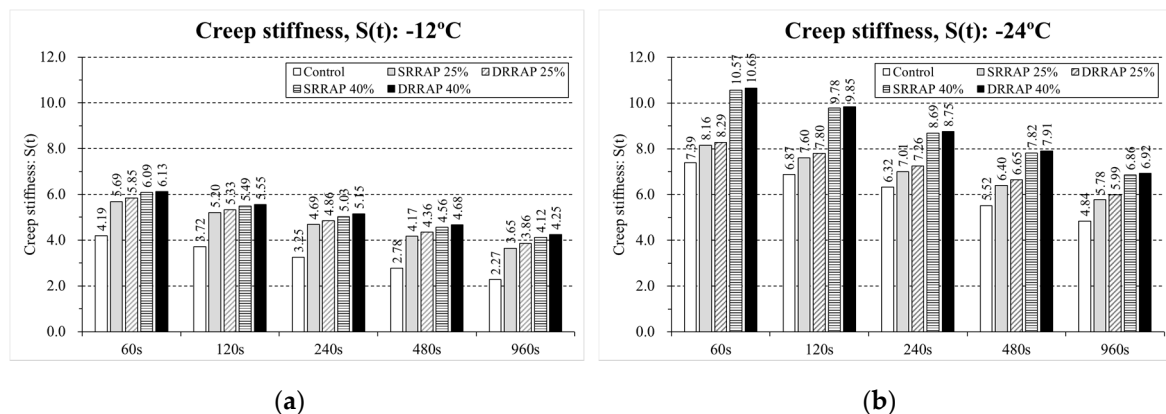 Creep stiffness, S(t): -12ºC
12.0
10.0
8.0
6.0
4.0
2.0
0.0
Creep stiffness: S(t)
Control SRRAP 25% DRRAP 25%
SRRAP 40% DRRAP 40%
4.19 5.69 5.85 6.09 6.13
3.72 5.20 5.33 5.49 5.55
3.25 4.69 4.86 5.03 5.15
2.78 4.17 4.36 4.56 4.68
2.27 3.65 3.86 4.12 4.25
60s 120s 240s 480s 960s
(a)
Creep stiffness, S(t): -24ºC
12.0
10.0
8.0
6.0
4.0
2.0
0.0
Creep stiffness: S(t)
Control SRRAP 25% DRRAP 25%
SRRAP 40% DRRAP 40%
7.39 8.16 8.29 10.57 10.65
6.87 7.60 7.80 9.78 9.85
6.32 7.01 7.26 8.69 8.75
5.52 6.40 6.65 7.82 7.91
4.84 5.78 5.99 6.86 6.92
60s 120s 240s 480s 960s
(b)